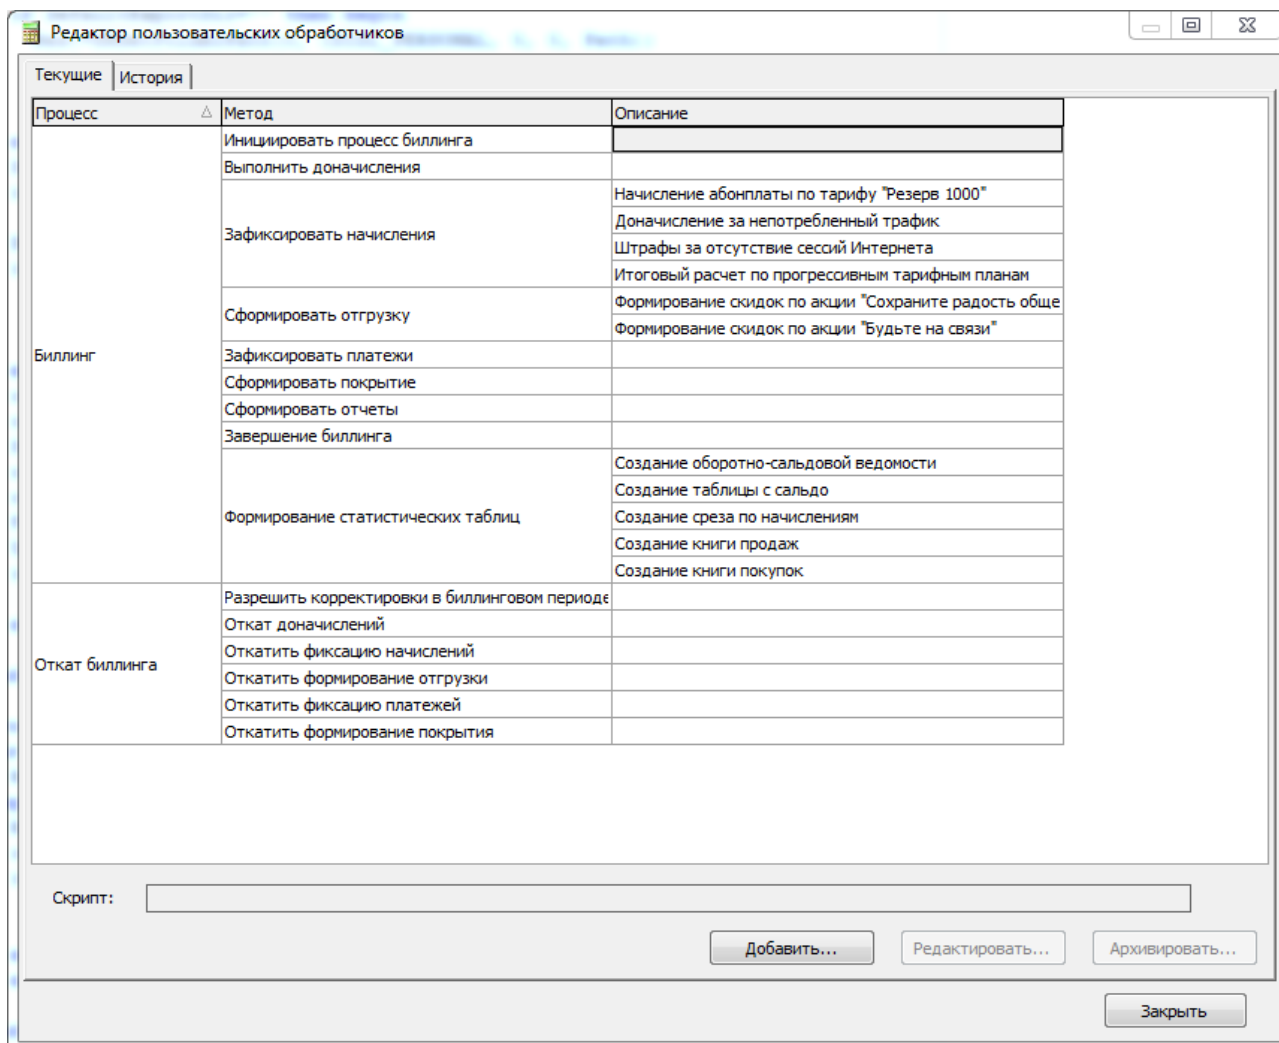 Редактор пользовательских обработчиков
Текущие История
Процесс Метод Описание
Биллинг
Инициировать процесс биллинга
Выполнить доначисления
Зафиксировать начисления
Начисление абонплаты по тарифу "Резерв 1000"
Доначисление за непотребленный трафик
Штрафы за отсутствие сессий Интернета
Итоговый расчет по прогрессивным тарифным планам
Сформировать отгрузку
Формирование скидок по акции "Сохраните радость обще
Формирование скидок по акции "Будьте на связи"
Зафиксировать платежи
Сформировать покрытие
Сформировать отчеты
Завершение биллинга
Формирование статистических таблиц
Создание оборотно-сальдовой ведомости
Создание таблицы с сальдо
Создание среза по начислениям
Создание книги продаж
Создание книги покупок
Откат биллинга
Разрешить корректировки в биллинговом периоде
Откат доначислений
Откатить фиксацию начислений
Откатить формирование отгрузки
Откатить фиксацию платежей
Откатить формирование покрытия
Скрипт:
Добавить... Редактировать... Архивировать...
Закрыть